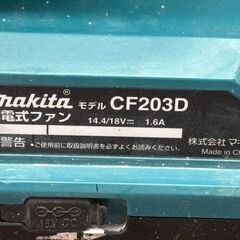 makita モデル CF203D
電式ファン 14.4/18V⎓ 1.6A
警告 ご使用の前に、取扱説明書を必ずよくお読みください。
株式会社マキ
Made in C